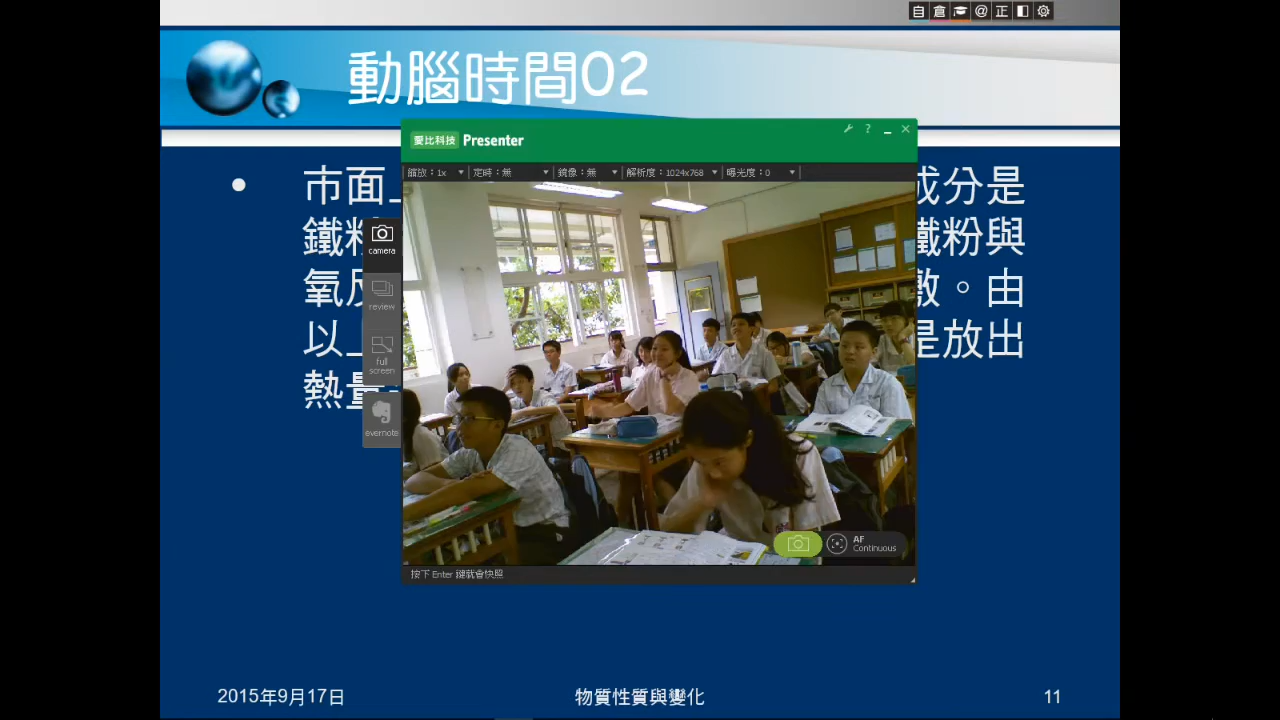 自 倉 @ 正
動腦時間02
愛比科技 Presenter
縮放：1x 定時：無 鏡像：無 解析度：1024x768 曝光度：0
市面 成分是
鐵粉 鐵粉與
氧 。由
以 是放出
熱量
camera
review
full
screen
evernote
AF
Continuous
按下 Enter 鍵就會快照
2015年9月17日 物質性質與變化 11